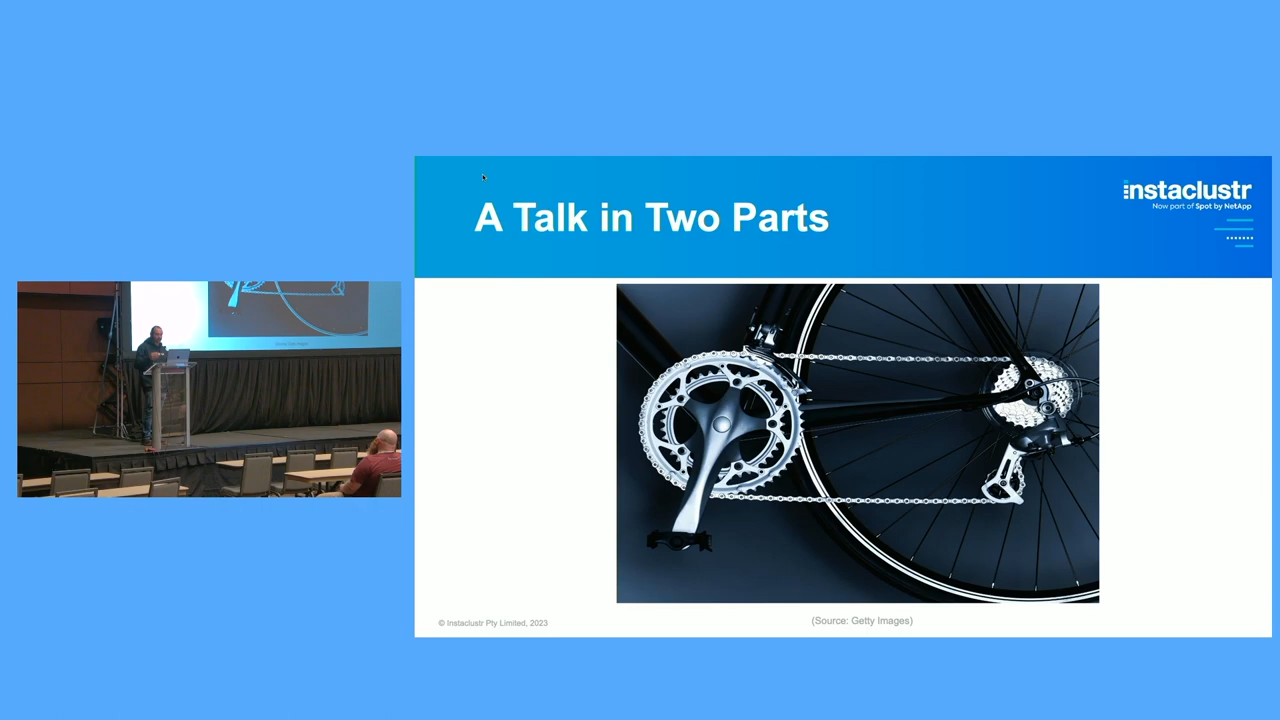 A Talk in Two Parts
instaclustr
Now part of Spot by NetApp
© Instaclustr Pty Limited, 2023
(Source: Getty Images)